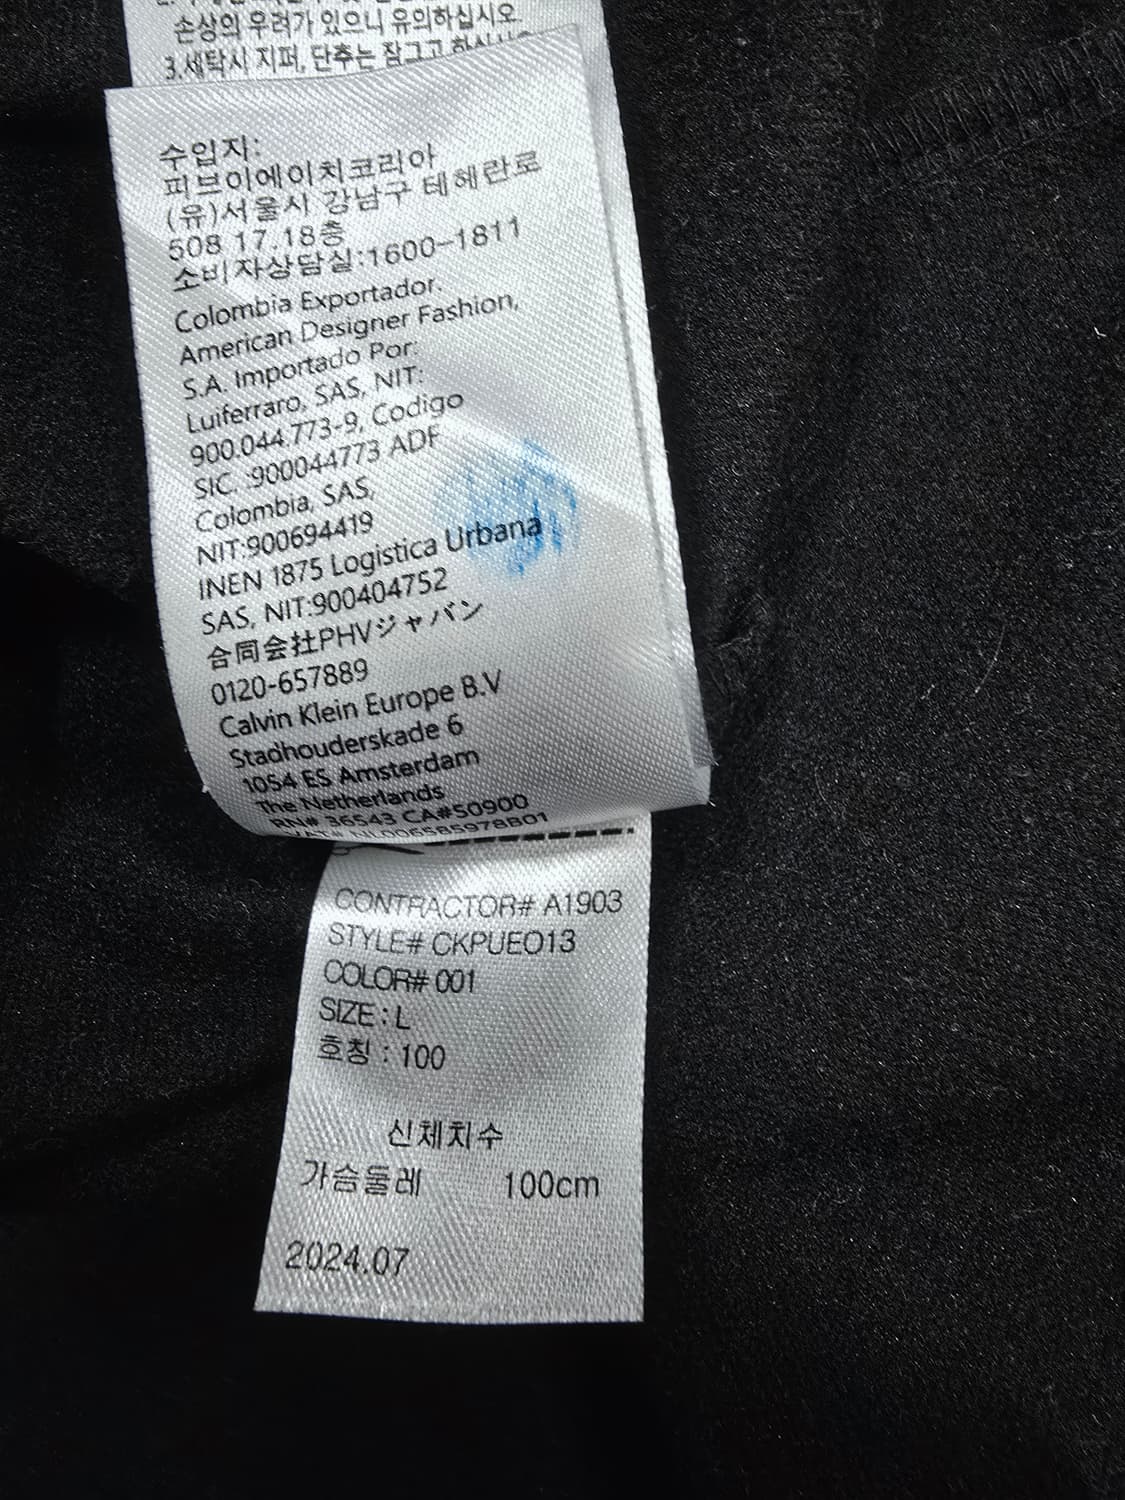 손상의 우려가 있으니 유의하십시오.
3.세탁시 지퍼, 단추는 잠그고
수입지:
피브이에이치코리아
(유)서울시 강남구 테헤란로
508 17.18층
소비자상담실:1600-1811
Colombia Exportador.
American Designer Fashion,
S.A. Importado Por:
Luiferraro, SAS, NIT:
900.044.773-9, Codigo
SIC. :900044773 ADF
Colombia, SAS,
NIT:900694419
INEN 1875 Logistica Urbana
SAS, NIT:900404752
合同会社PHVジャパン
0120-657889
Calvin Klein Europe B.V
Stadhouderskade 6
1054 ES Amsterdam
The Netherlands
RN# 36543 CA#50900
VAT# NL006585978B01
CONTRACTOR# A1903
STYLE# CKPUEO13
COLOR# 001
SIZE : L
호칭 : 100
신체치수
가슴둘레 100cm
2024.07